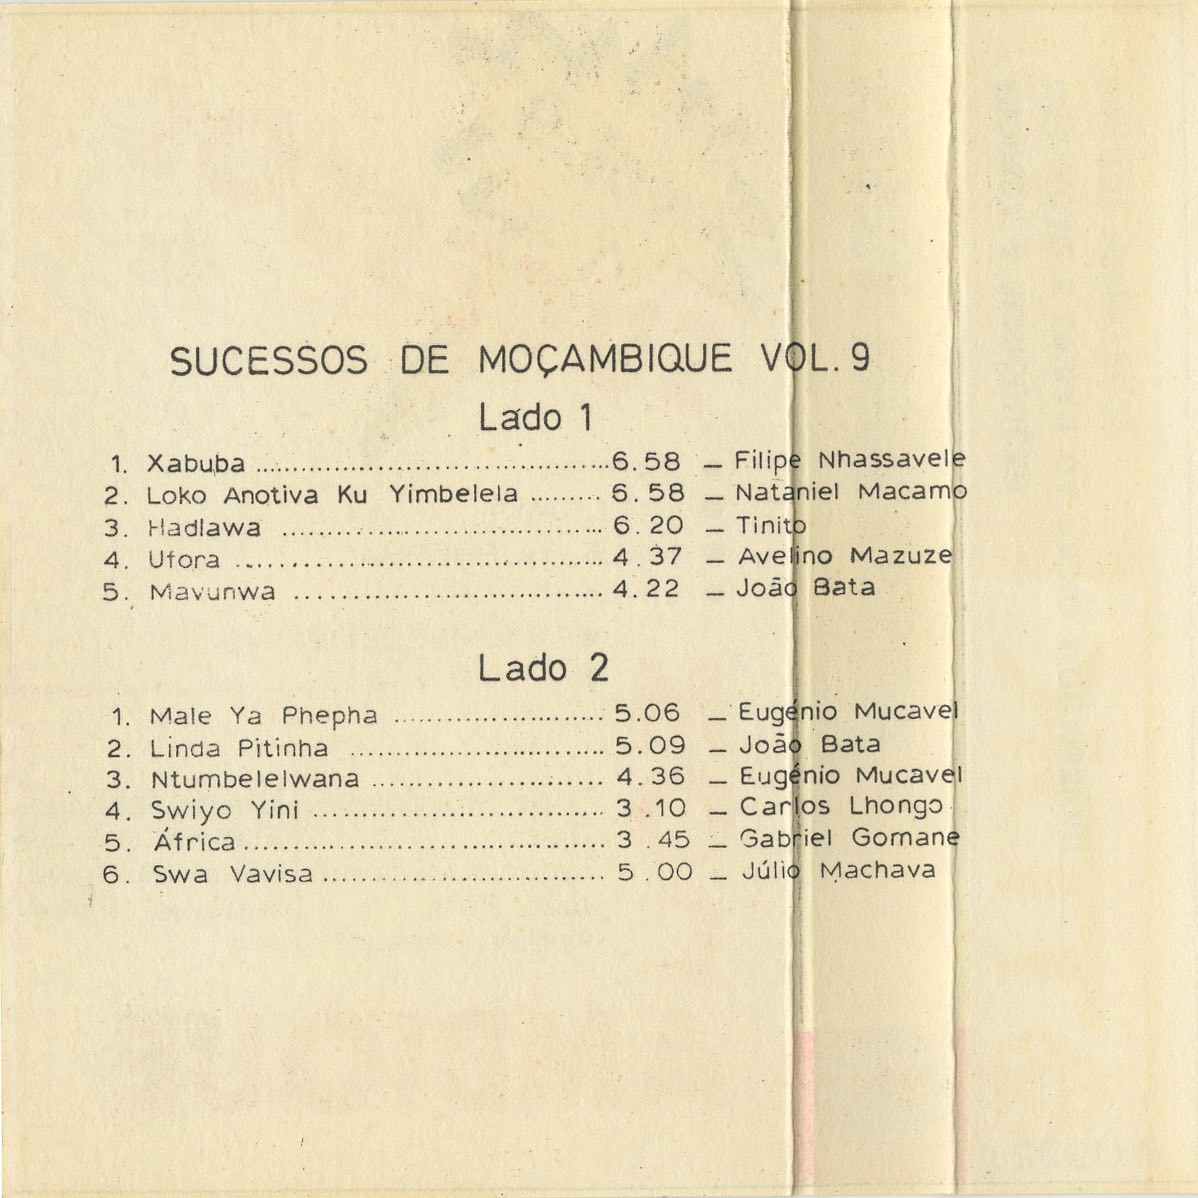 SUCESSOS DE MOÇAMBIQUE VOL. 9
Lado 1
1. Xabuba ........................................ 6.58 — Filipe Nhassavele
2. Loko Anotiva Ku Yimbelela ......... 6.58 — Nataniel Macamo
3. Hadlawa .................................... 6.20 — Tinito
4. Ufora ......................................... 4.37 — Avelino Mazuze
5. Mavunwa .................................. 4.22 — João Bata
Lado 2
1. Male Ya Phepha ........................ 5.06 — Eugénio Mucavel
2. Linda Pitinha ............................. 5.09 — João Bata
3. Ntumbelelwana .......................... 4.36 — Eugénio Mucavel
4. Swiyo Yini ................................. 3.10 — Carlos Lhongo
5. África ......................................... 3.45 — Gabriel Gomane
6. Swa Vavisa ................................ 5.00 — Júlio Machava